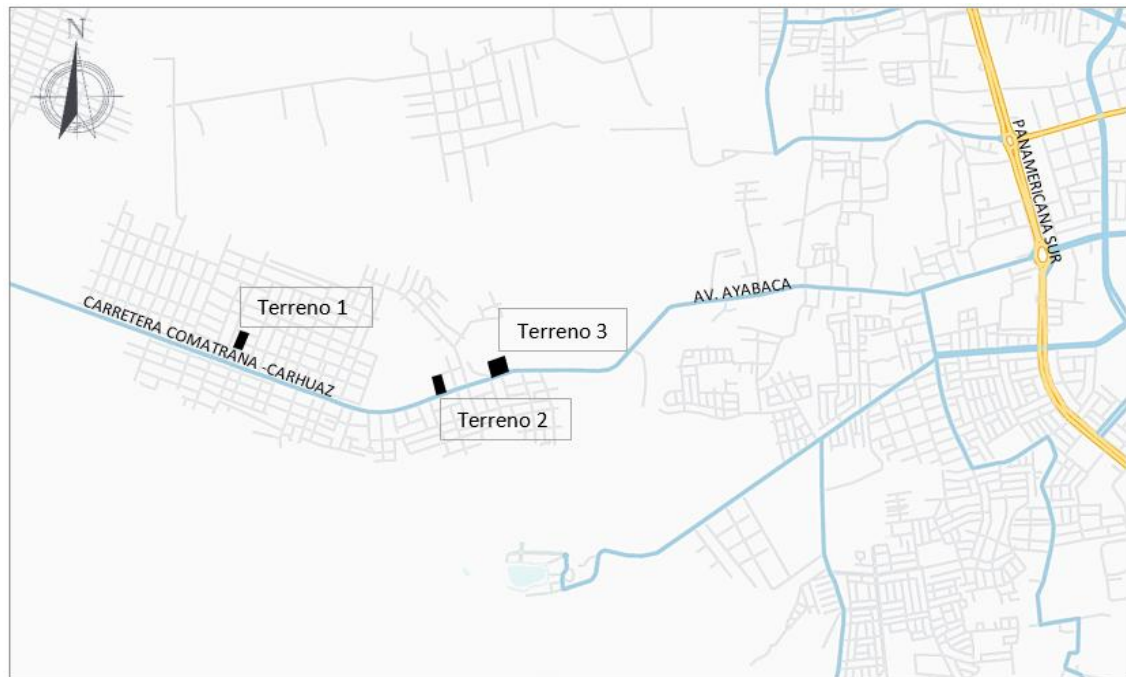 N
PANAMERICANA SUR
AV. AYABACA
Terreno 1
CARRETERA COMATRANA -CARHUAZ
Terreno 3
Terreno 2